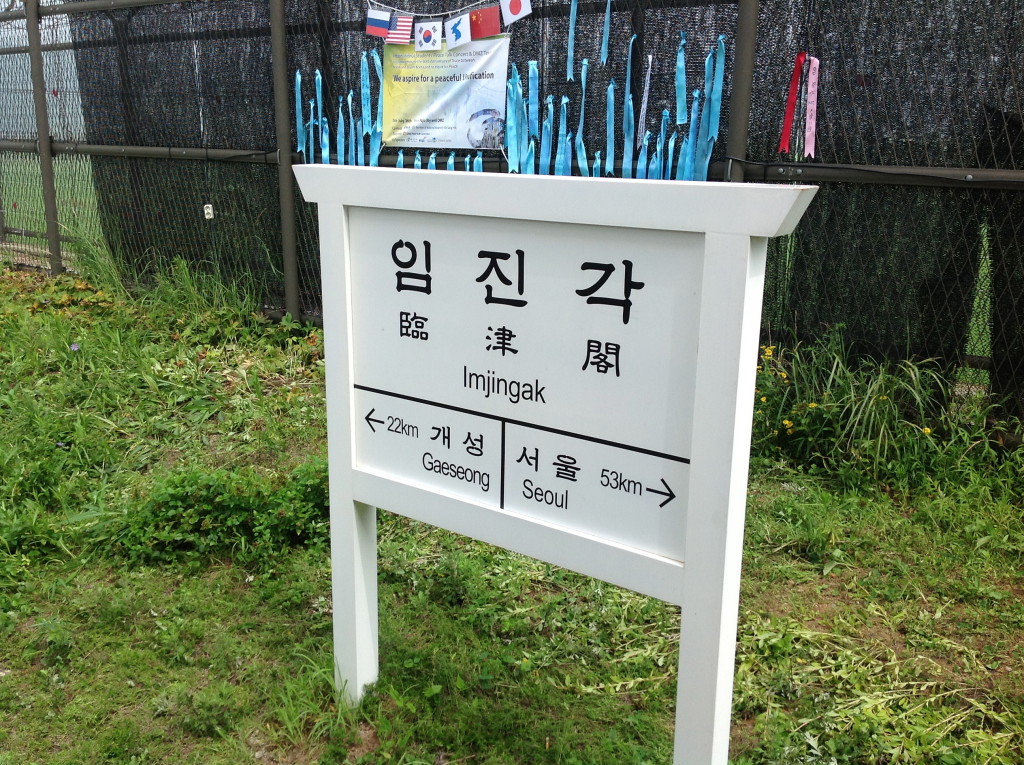 We aspire for a peaceful unification
임 진 각
臨 津 閣
Imjingak
←22km 개성
Gaeseong
서울 53km→
Seoul